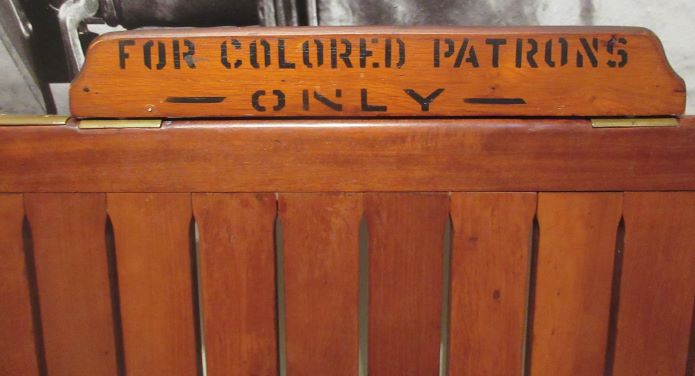 FOR COLORED PATRONS
— ONLY —